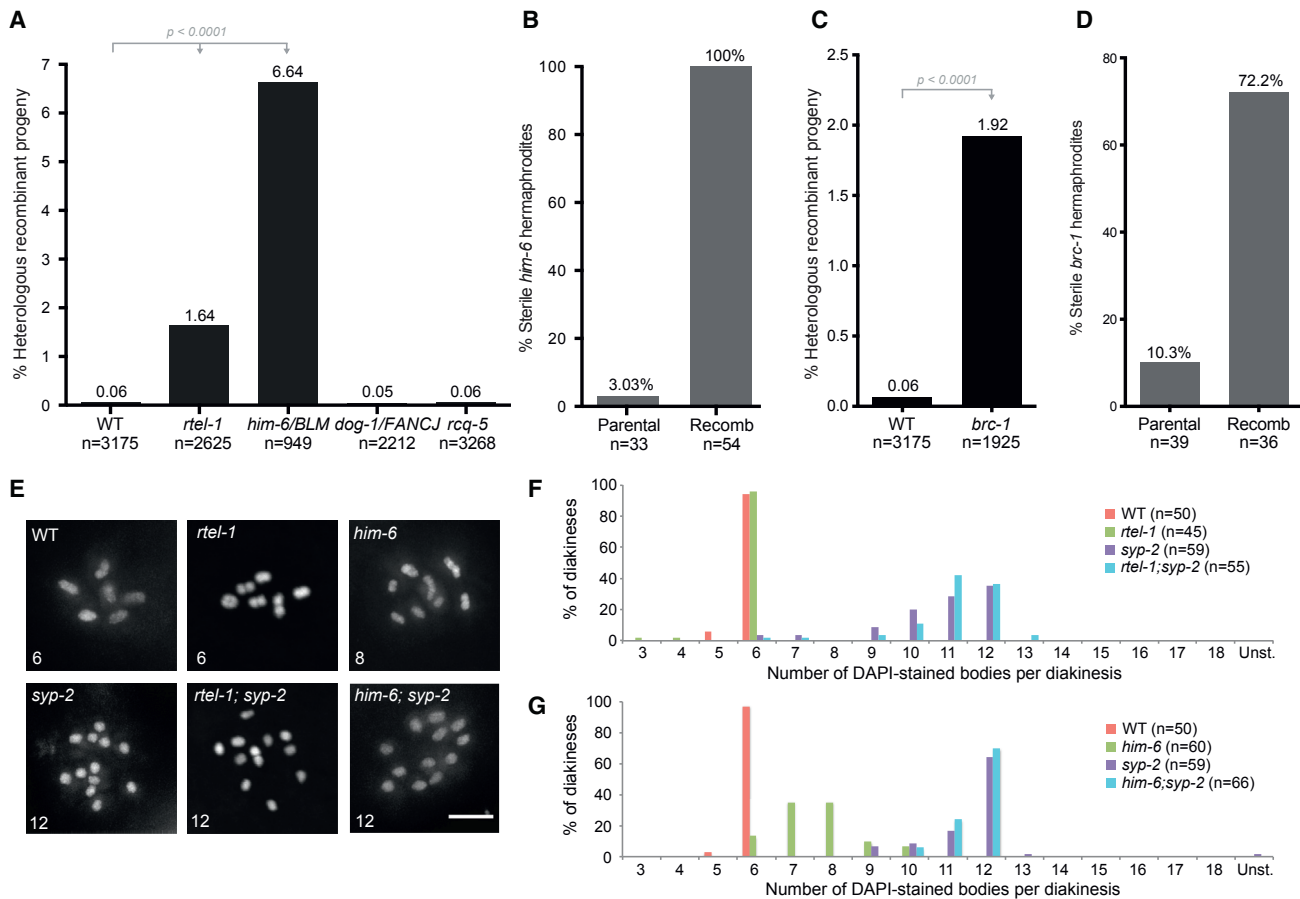 A
p < 0.0001
% Heterologous recombinant progeny
7
6
5
4
3
2
1
0
0.06
1.64
6.64
0.05
0.06
WT rtel-1 him-6/BLM dog-1/FANCJ rcq-5
n=3175 n=2625 n=949 n=2212 n=3268
B
% Sterile him-6 hermaphrodites
100
80
60
40
20
0
3.03%
100%
Parental Recomb
n=33 n=54
C
p < 0.0001
% Heterologous recombinant progeny
2.5
2.0
1.5
1.0
0.5
0.0
0.06
1.92
WT brc-1
n=3175 n=1925
D
% Sterile brc-1 hermaphrodites
80
60
40
20
0
10.3%
72.2%
Parental Recomb
n=39 n=36
E
WT
6
rtel-1
6
him-6
8
syp-2
12
rtel-1; syp-2
12
him-6; syp-2
12
F
% of diakineses
100
80
60
40
20
0
WT (n=50)
rtel-1 (n=45)
syp-2 (n=59)
rtel-1;syp-2 (n=55)
3 4 5 6 7 8 9 10 11 12 13 14 15 16 17 18 Unst.
Number of DAPI-stained bodies per diakinesis
G
% of diakineses
100
80
60
40
20
0
WT (n=50)
him-6 (n=60)
syp-2 (n=59)
him-6;syp-2 (n=66)
3 4 5 6 7 8 9 10 11 12 13 14 15 16 17 18 Unst.
Number of DAPI-stained bodies per diakinesis